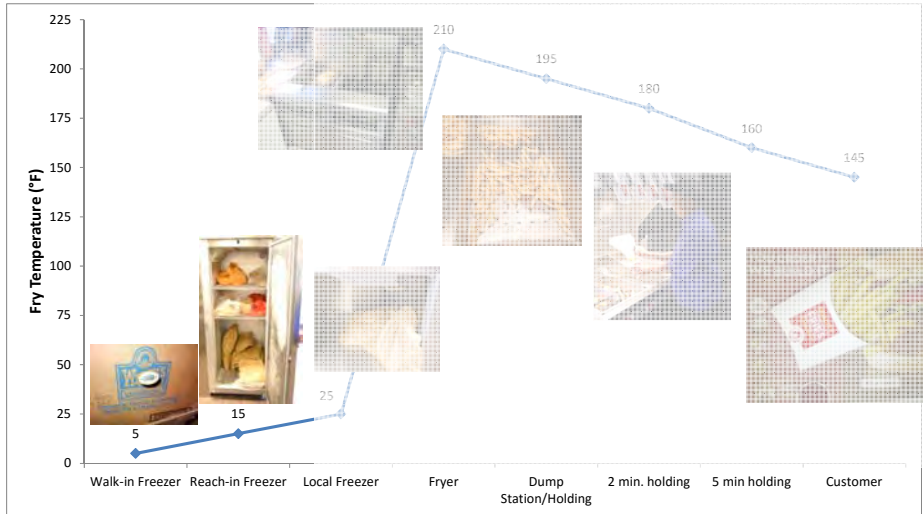 Fry Temperature (°F)
225
200
175
150
125
100
75
50
25
0
5
15
25
210
195
180
160
145
Walk-in Freezer
Reach-in Freezer
Local Freezer
Fryer
Dump
Station/Holding
2 min. holding
5 min holding
Customer